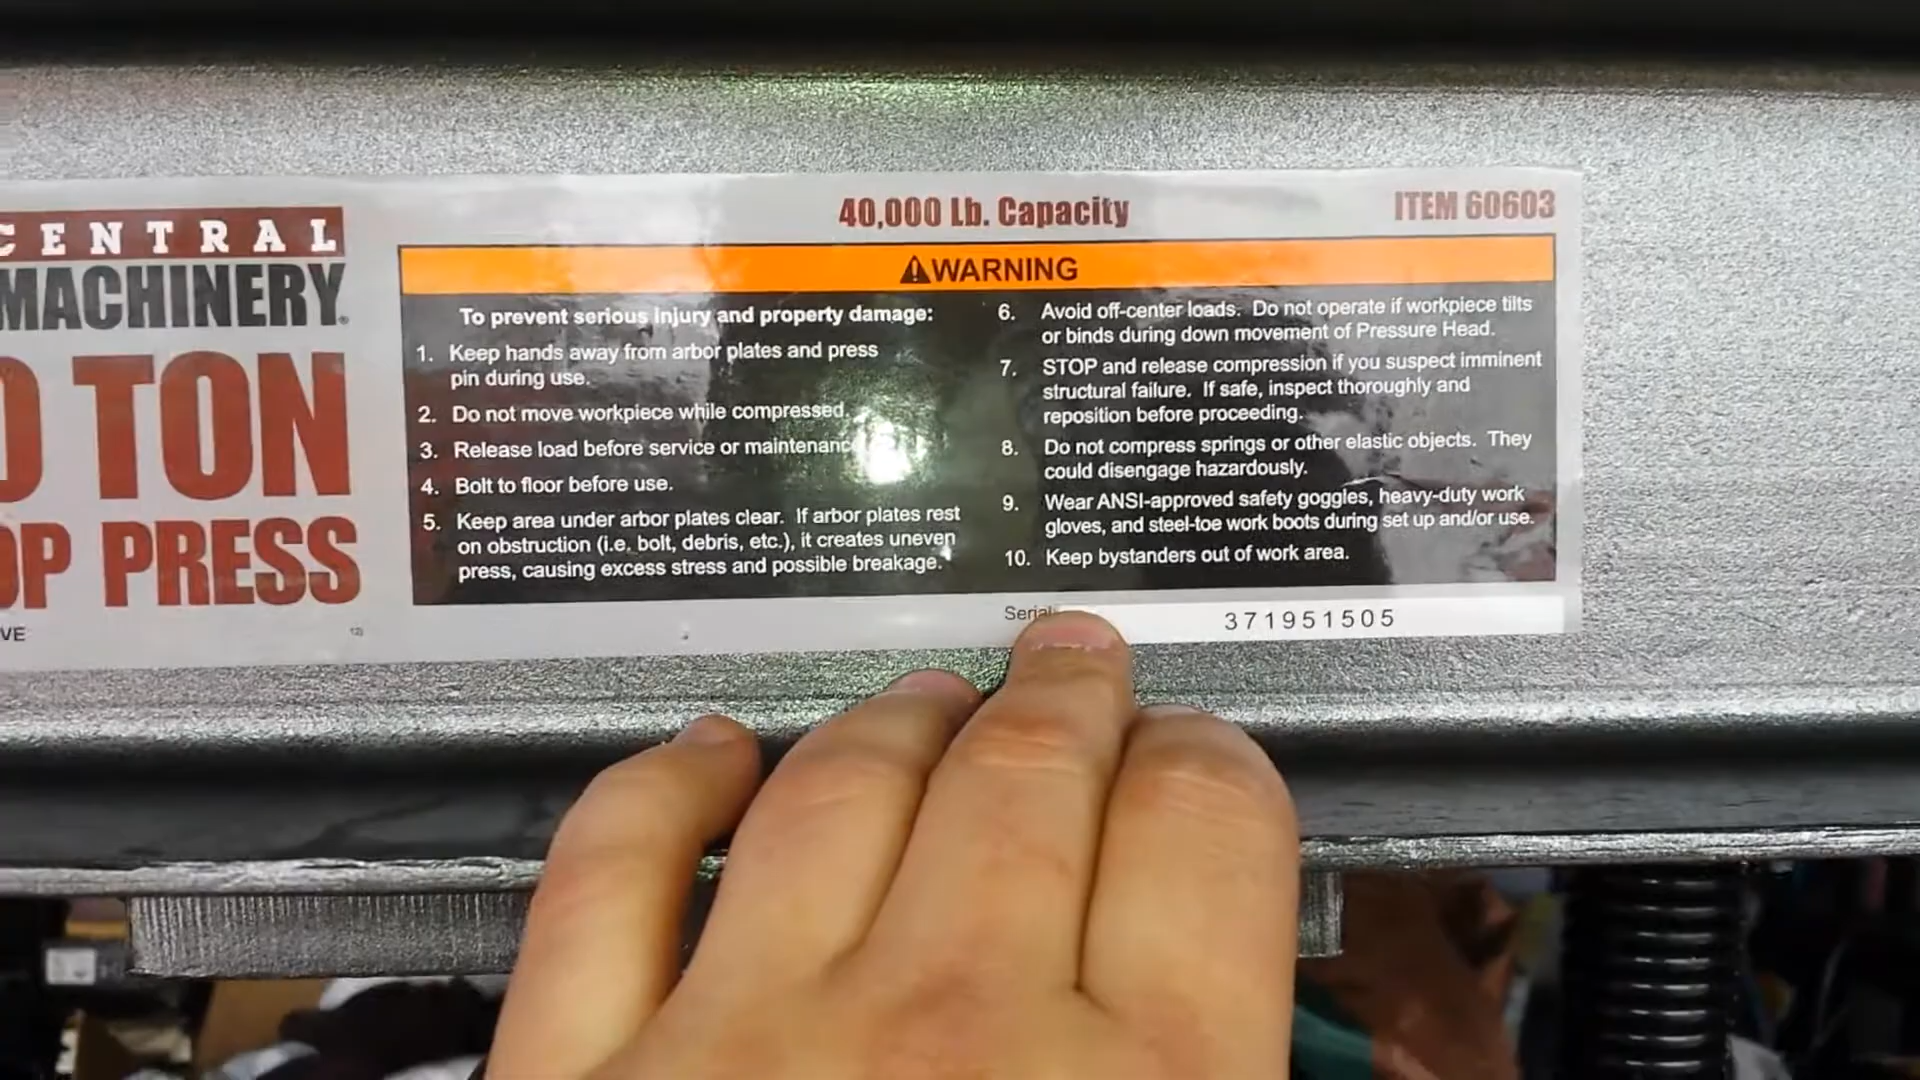 CENTRAL
MACHINERY
TON
PRESS
40,000 Lb. Capacity
ITEM 60603
WARNING
To prevent serious injury and property damage:
1. Keep hands away from arbor plates and press
pin during use.
2. Do not move workpiece while compressed.
3. Release load before service or maintenanc
4. Bolt to floor before use.
5. Keep area under arbor plates clear. If arbor plates rest
on obstruction (i.e. bolt, debris, etc.), it creates uneven
press, causing excess stress and possible breakage.
6. Avoid off-center loads. Do not operate if workpiece tilts
or binds during down movement of Pressure Head.
7. STOP and release compression if you suspect imminent
structural failure. If safe, inspect thoroughly and
reposition before proceeding.
8. Do not compress springs or other elastic objects. They
could disengage hazardously.
9. Wear ANSI-approved safety goggles, heavy-duty work
gloves, and steel-toe work boots during set up and/or use.
10. Keep bystanders out of work area.
Serial
371951505